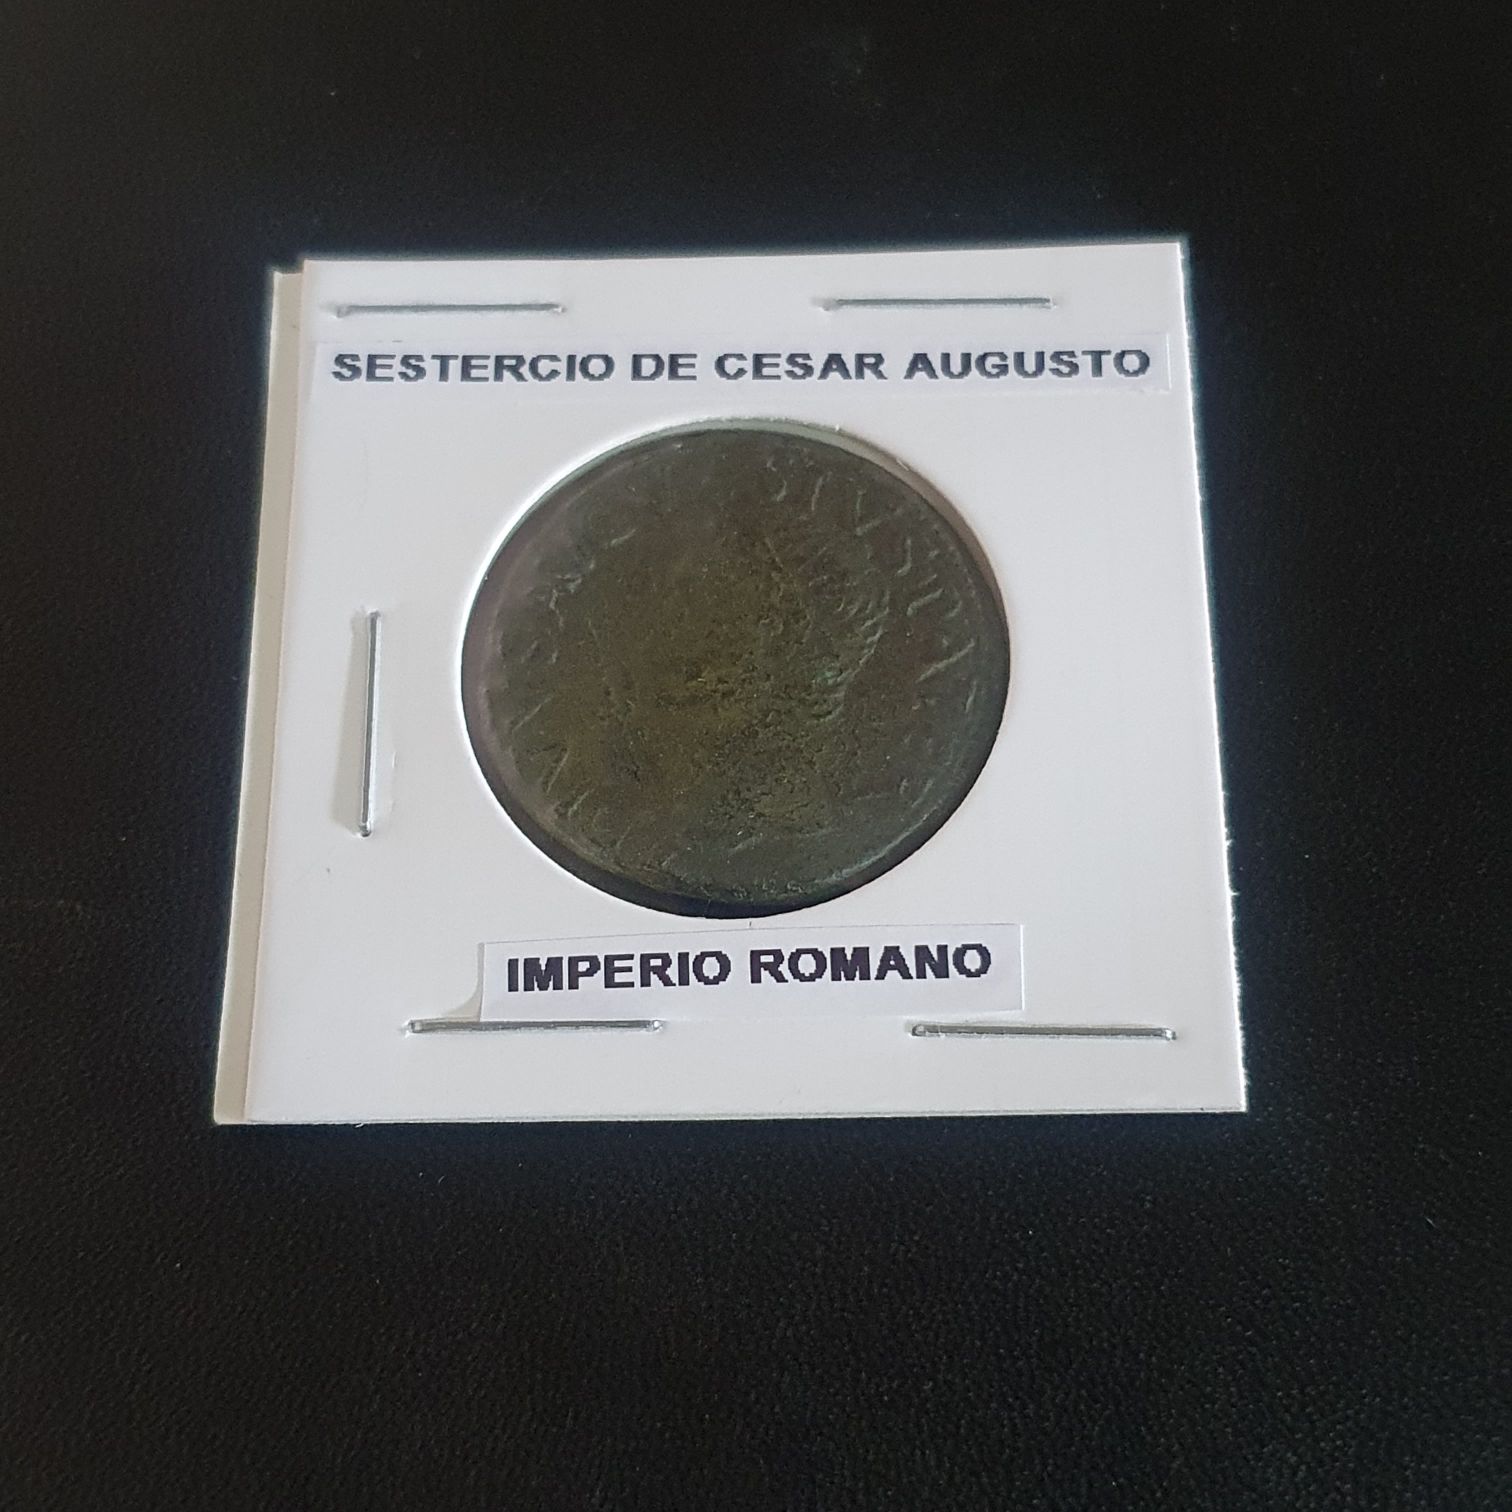 SESTERCIO DE CESAR AUGUSTO
IMPERIO ROMANO